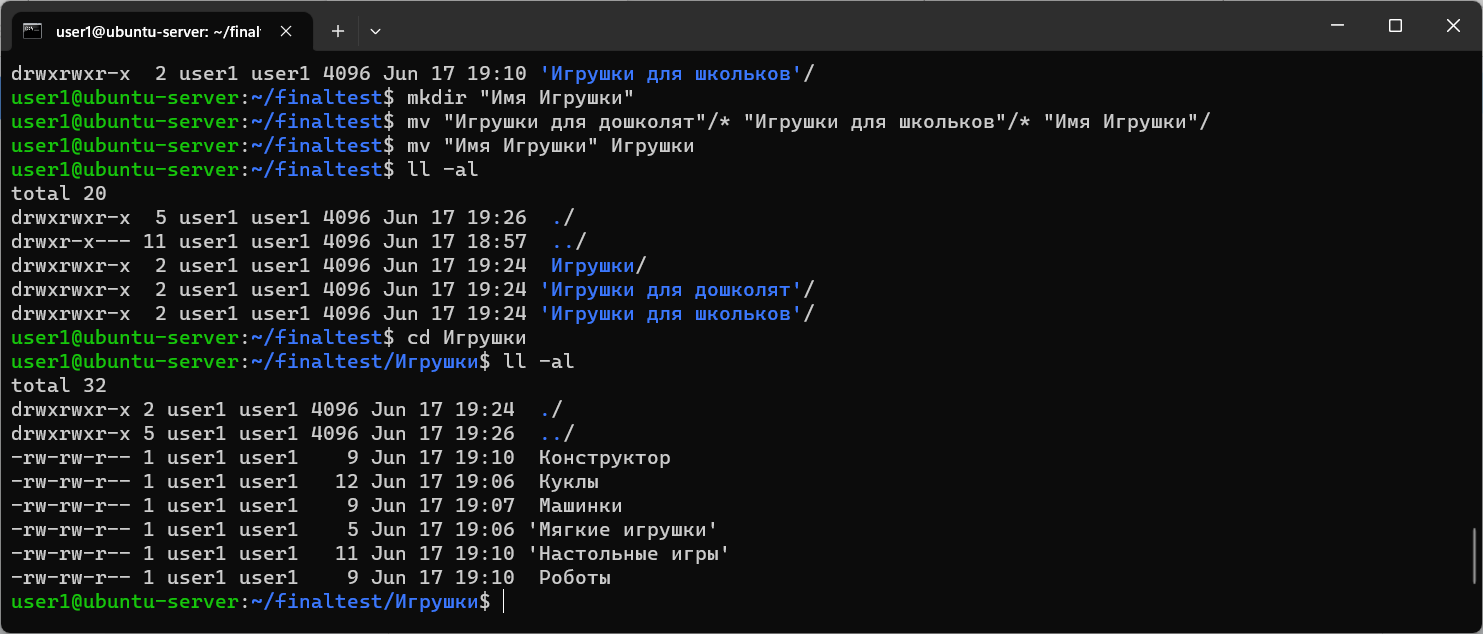 user1@ubuntu-server: ~/final
drwxrwxr-x  2 user1 user1 4096 Jun 17 19:10 'Игрушки для школьков'/
user1@ubuntu-server:~/finaltest$ mkdir "Имя Игрушки"
user1@ubuntu-server:~/finaltest$ mv "Игрушки для дошколят"/* "Игрушки для школьков"/* "Имя Игрушки"/
user1@ubuntu-server:~/finaltest$ mv "Имя Игрушки" Игрушки
user1@ubuntu-server:~/finaltest$ ll -al
total 20
drwxrwxr-x  5 user1 user1 4096 Jun 17 19:26  ./
drwxr-x--- 11 user1 user1 4096 Jun 17 18:57  ../
drwxrwxr-x  2 user1 user1 4096 Jun 17 19:24  Игрушки/
drwxrwxr-x  2 user1 user1 4096 Jun 17 19:24 'Игрушки для дошколят'/
drwxrwxr-x  2 user1 user1 4096 Jun 17 19:24 'Игрушки для школьков'/
user1@ubuntu-server:~/finaltest$ cd Игрушки
user1@ubuntu-server:~/finaltest/Игрушки$ ll -al
total 32
drwxrwxr-x 2 user1 user1 4096 Jun 17 19:24  ./
drwxrwxr-x 5 user1 user1 4096 Jun 17 19:26  ../
-rw-rw-r-- 1 user1 user1    9 Jun 17 19:10  Конструктор
-rw-rw-r-- 1 user1 user1   12 Jun 17 19:06  Куклы
-rw-rw-r-- 1 user1 user1    9 Jun 17 19:07  Машинки
-rw-rw-r-- 1 user1 user1    5 Jun 17 19:06 'Мягкие игрушки'
-rw-rw-r-- 1 user1 user1   11 Jun 17 19:10 'Настольные игры'
-rw-rw-r-- 1 user1 user1    9 Jun 17 19:10  Роботы
user1@ubuntu-server:~/finaltest/Игрушки$